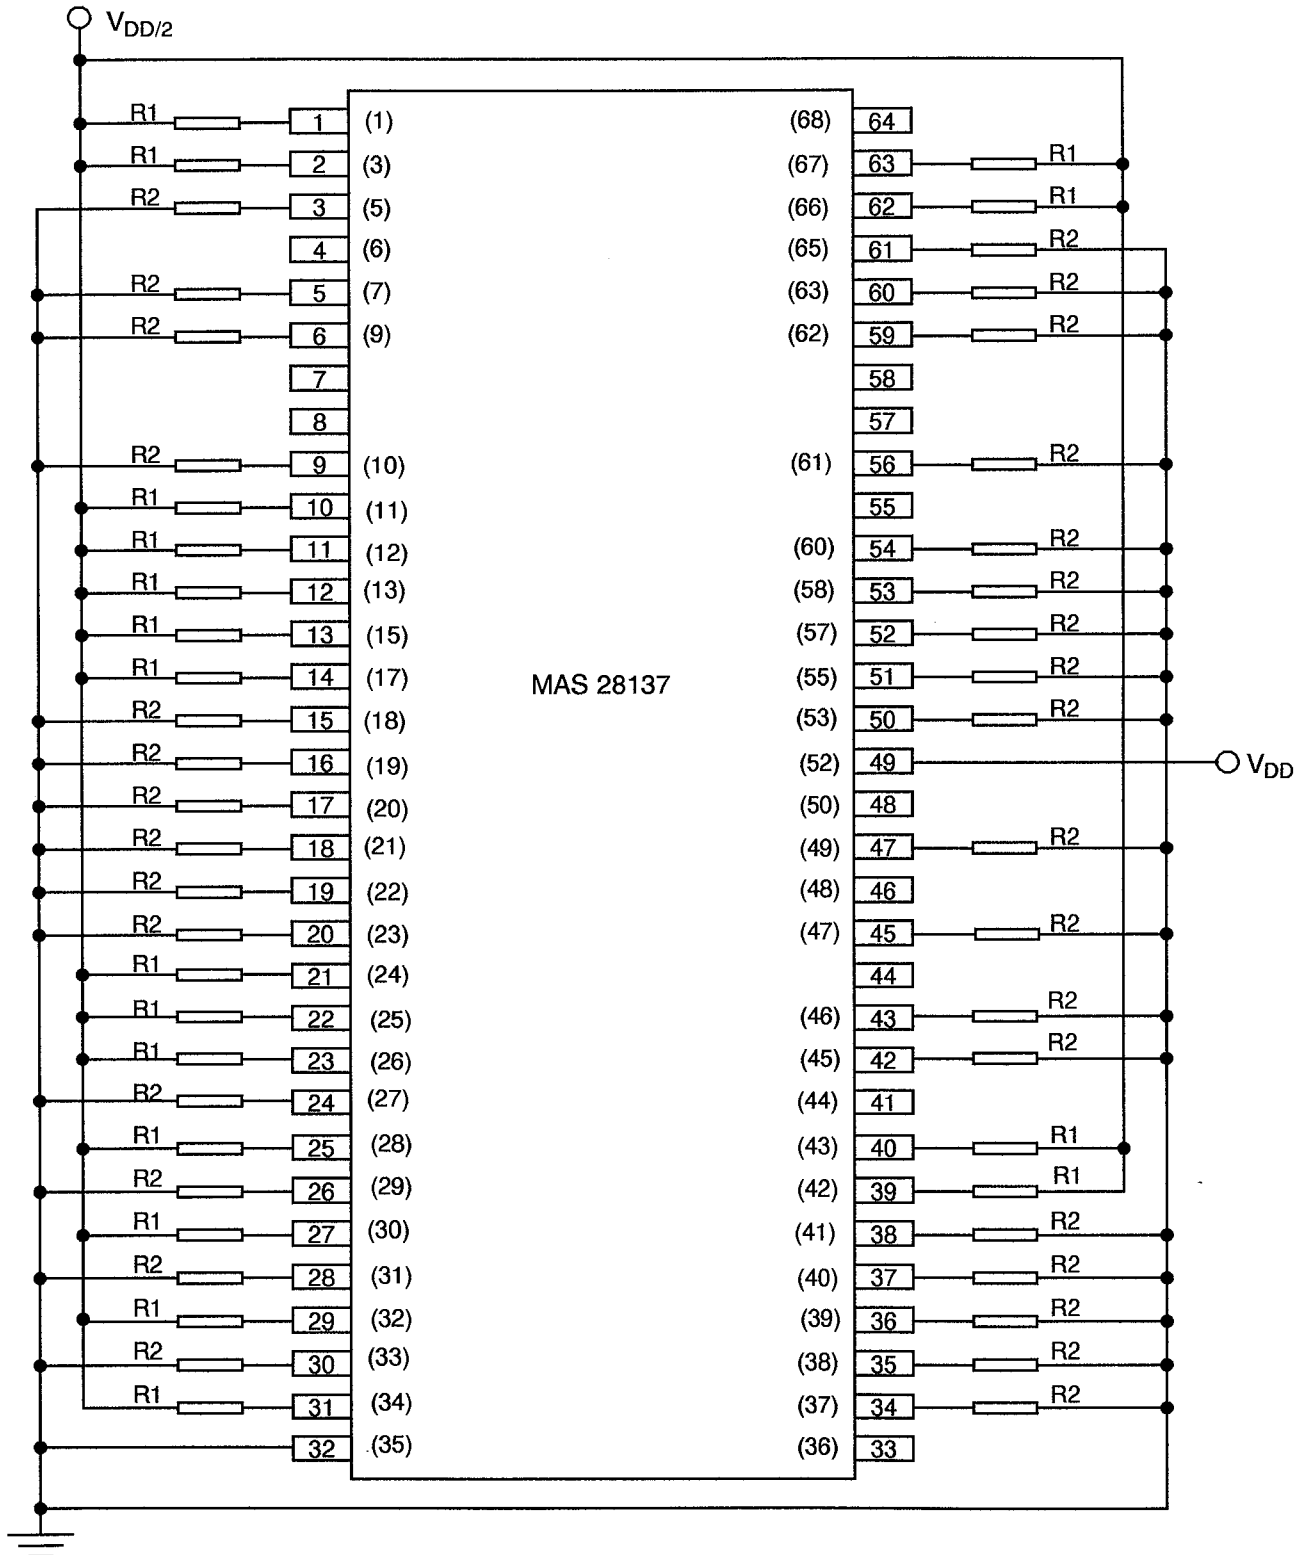 VDD/2
R1 1 (1) (68) 64
R1 2 (3) (67) 63 R1
R2 3 (5) (66) 62 R1
4 (6) (65) 61 R2
R2 5 (7) (63) 60 R2
R2 6 (9) (62) 59 R2
7 58
8 57
R2 9 (10) (61) 56 R2
R1 10 (11) 55
R1 11 (12) (60) 54 R2
R1 12 (13) (58) 53 R2
R1 13 (15) (57) 52 R2
R1 14 (17) MAS 28137 (55) 51 R2
R2 15 (18) (53) 50 R2
R2 16 (19) (52) 49 VDD
R2 17 (20) (50) 48
R2 18 (21) (49) 47 R2
R2 19 (22) (48) 46
R2 20 (23) (47) 45 R2
R1 21 (24) 44
R1 22 (25) (46) 43 R2
R1 23 (26) (45) 42 R2
R2 24 (27) (44) 41
R1 25 (28) (43) 40 R1
R2 26 (29) (42) 39 R1
R1 27 (30) (41) 38 R2
R2 28 (31) (40) 37 R2
R1 29 (32) (39) 36 R2
R2 30 (33) (38) 35 R2
R1 31 (34) (37) 34 R2
32 (35) (36) 33